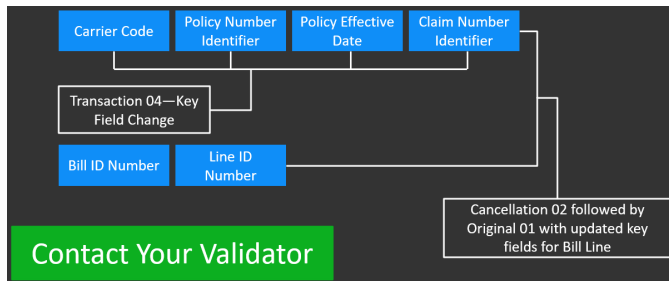 Carrier Code
Policy Number
Identifier
Policy Effective
Date
Claim Number
Identifier
Transaction 04—Key
Field Change
Bill ID Number
Line ID
Number
Cancellation 02 followed by
Original 01 with updated key
fields for Bill Line
Contact Your Validator